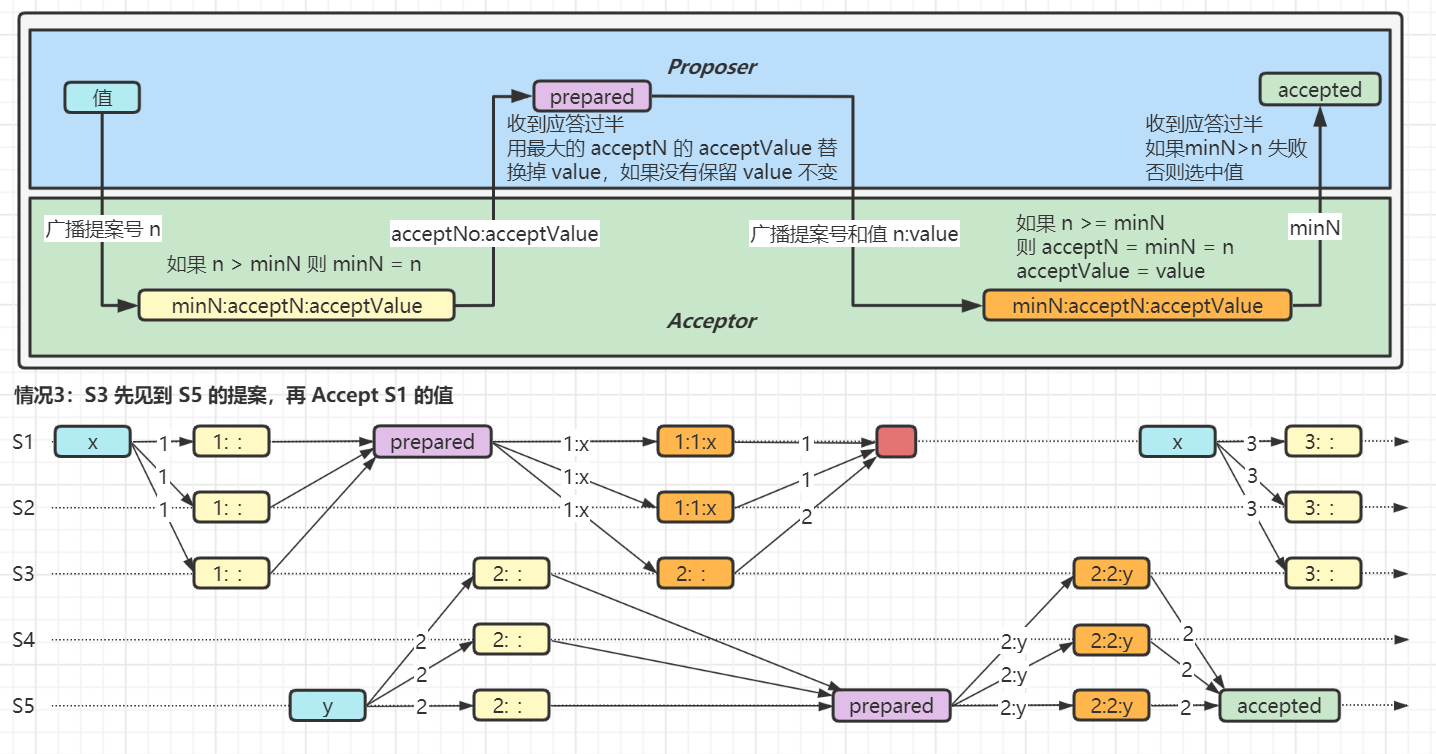 Proposer
值
prepared
accepted
收到应答过半
用最大的 acceptN 的 acceptValue 替
换掉 value，如果没有保留 value 不变
收到应答过半
如果minN>n 失败
否则选中值
广播提案号 n
acceptNo:acceptValue
广播提案号和值 n:value
minN
如果 n > minN 则 minN = n
如果 n >= minN
则 acceptN = minN = n
acceptValue = value
minN:acceptN:acceptValue
minN:acceptN:acceptValue
Acceptor
情况3：S3 先见到 S5 的提案，再 Accept S1 的值
S1
x
1
1: :
prepared
1:x
1:1:x
1
x
3
3: :
1
1:x
3
S2
1
1: :
1:x
1:1:x
1
3
3: :
S3
1: :
2: :
2: :
2
2:2:y
3: :
S4
2
2: :
2:y
2:2:y
2
2
2:y
2
S5
y
2
2: :
prepared
2:y
2:2:y
2
accepted